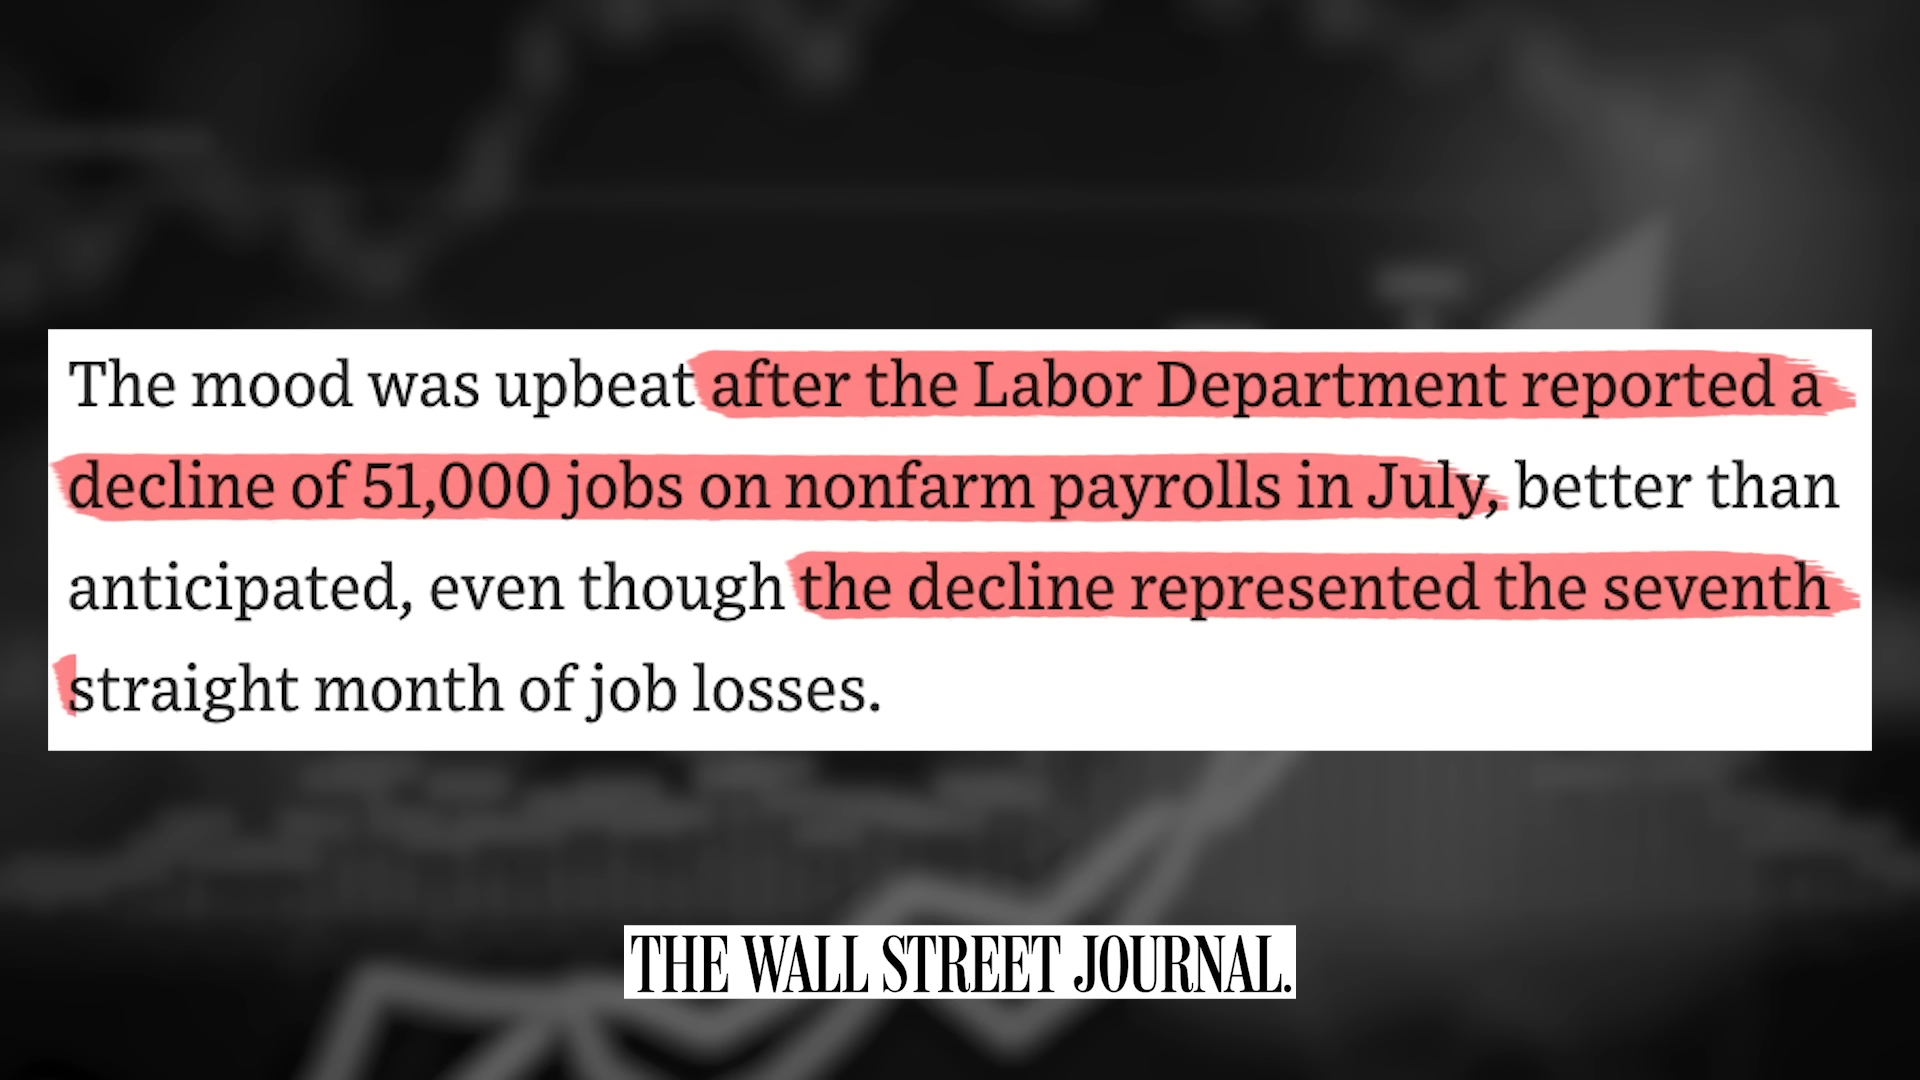 The mood was upbeat after the Labor Department reported a
decline of 51,000 jobs on nonfarm payrolls in July, better than
anticipated, even though the decline represented the seventh
straight month of job losses.
THE WALL STREET JOURNAL.